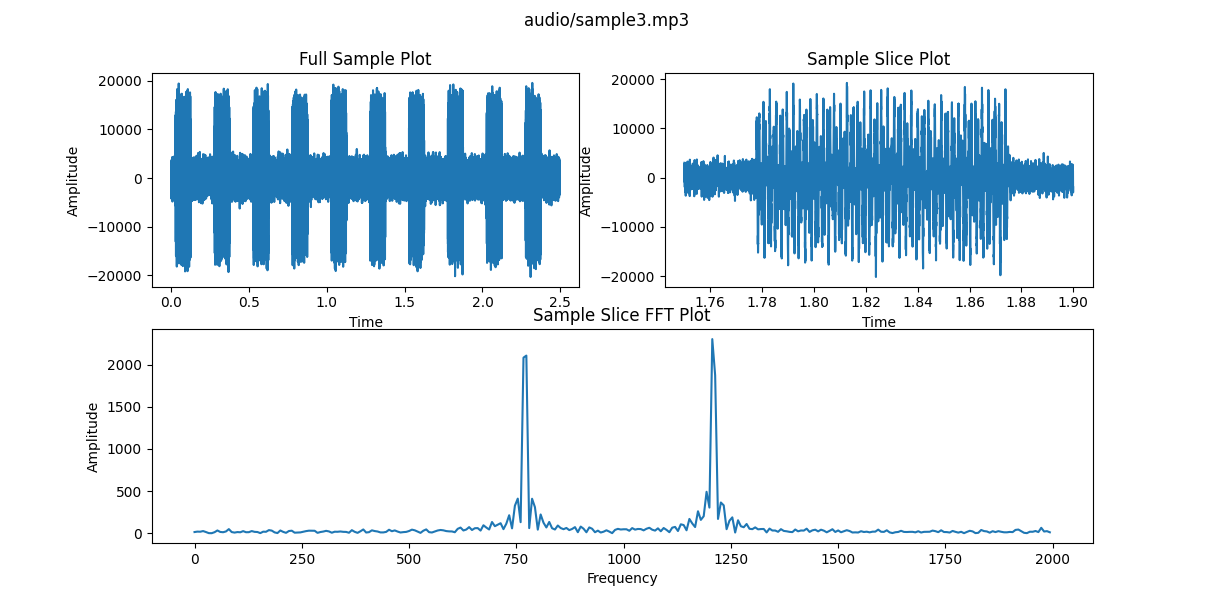 audio/sample3.mp3
Full Sample Plot
20000
10000
0
−10000
−20000
Amplitude
0.0 0.5 1.0 1.5 2.0 2.5
Time
Sample Slice Plot
20000
10000
0
−10000
−20000
Amplitude
1.76 1.78 1.80 1.82 1.84 1.86 1.88 1.90
Time
Sample Slice FFT Plot
2000
1500
1000
500
0
Amplitude
0 250 500 750 1000 1250 1500 1750 2000
Frequency